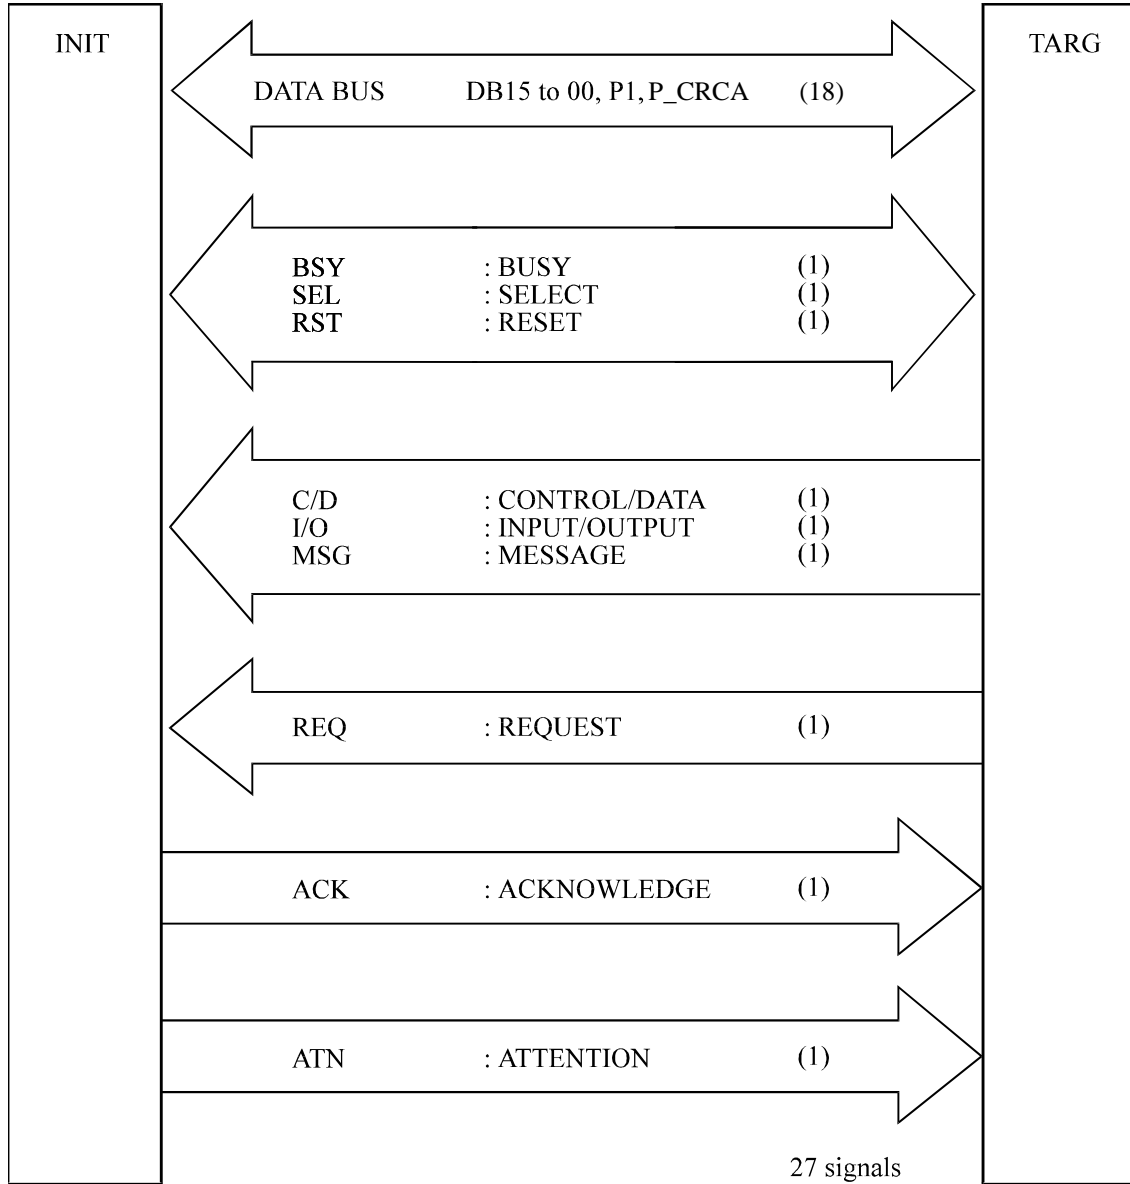 INIT
TARG
DATA BUS DB15 to 00, P1, P_CRCA (18)
BSY : BUSY (1)
SEL : SELECT (1)
RST : RESET (1)
C/D : CONTROL/DATA (1)
I/O : INPUT/OUTPUT (1)
MSG : MESSAGE (1)
REQ : REQUEST (1)
ACK : ACKNOWLEDGE (1)
ATN : ATTENTION (1)
27 signals